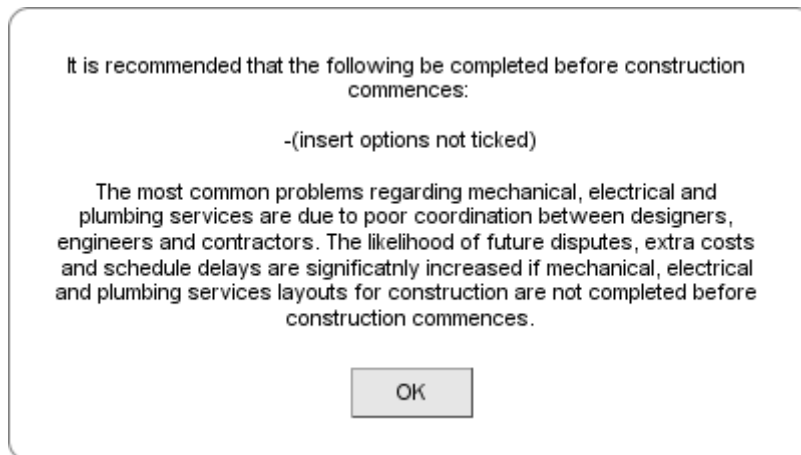 It is recommended that the following be completed before construction
commences:
-(insert options not ticked)
The most common problems regarding mechanical, electrical and
plumbing services are due to poor coordination between designers,
engineers and contractors. The likelihood of future disputes, extra costs
and schedule delays are significatnly increased if mechanical, electrical
and plumbing services layouts for construction are not completed before
construction commences.
OK